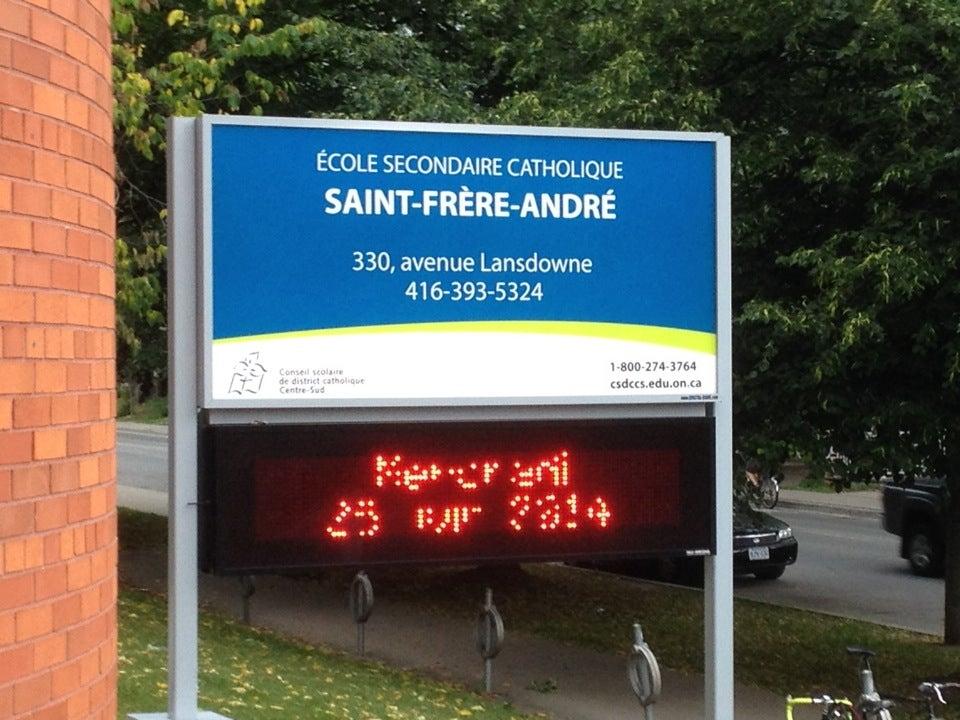 ÉCOLE SECONDAIRE CATHOLIQUE
SAINT-FRÈRE-ANDRÉ
330, avenue Lansdowne
416-393-5324
Conseil scolaire
de district catholique
Centre-Sud
1-800-274-3764
csdccs.edu.on.ca
2014